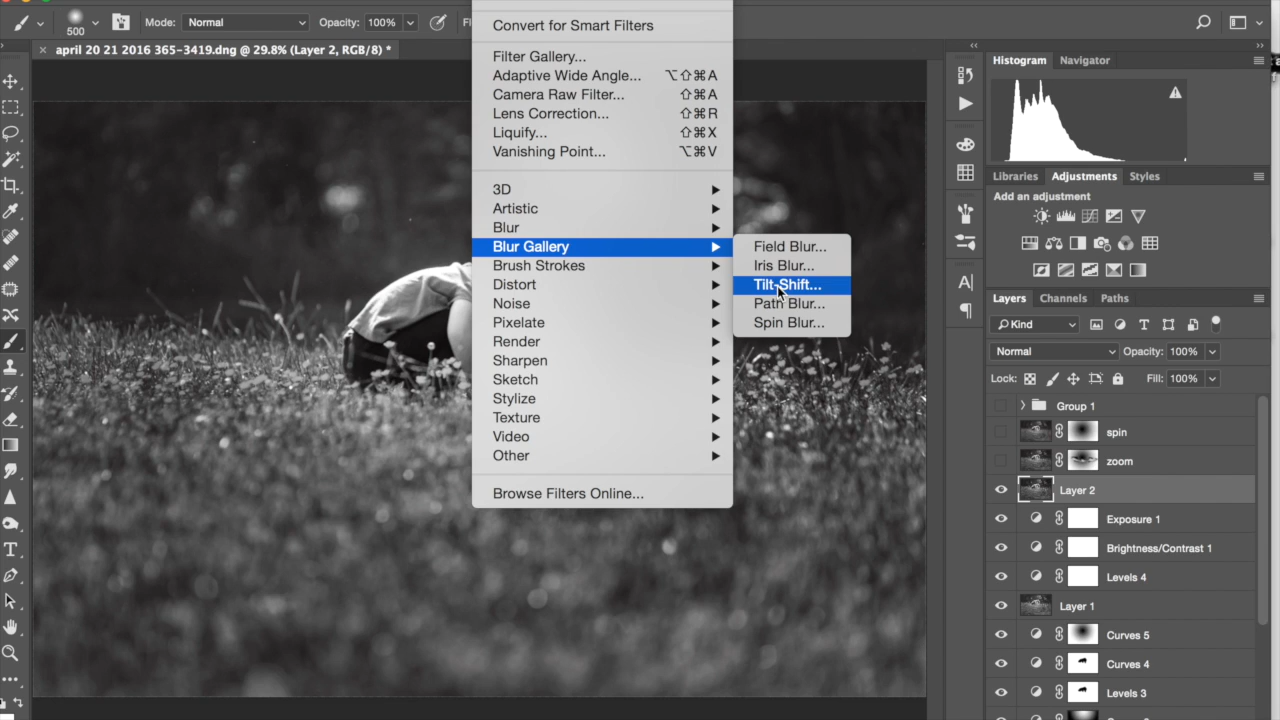 500
Mode: Normal
Opacity: 100%
april 20 21 2016 365-3419.dng @ 29.8% (Layer 2, RGB/8) *
Convert for Smart Filters
Filter Gallery...
Adaptive Wide Angle... ⌥⇧⌘A
Camera Raw Filter... ⇧⌘A
Lens Correction... ⇧⌘R
Liquify... ⇧⌘X
Vanishing Point... ⌥⌘V
3D
Artistic
Blur
Blur Gallery
Brush Strokes
Distort
Noise
Pixelate
Render
Sharpen
Sketch
Stylize
Texture
Video
Other
Browse Filters Online...
Field Blur...
Iris Blur...
Tilt-Shift...
Path Blur...
Spin Blur...
Histogram Navigator
Libraries Adjustments Styles
Add an adjustment
Layers Channels Paths
Kind
Normal Opacity: 100%
Lock: Fill: 100%
Group 1
spin
zoom
Layer 2
Exposure 1
Brightness/Contrast 1
Levels 4
Layer 1
Curves 5
Curves 4
Levels 3